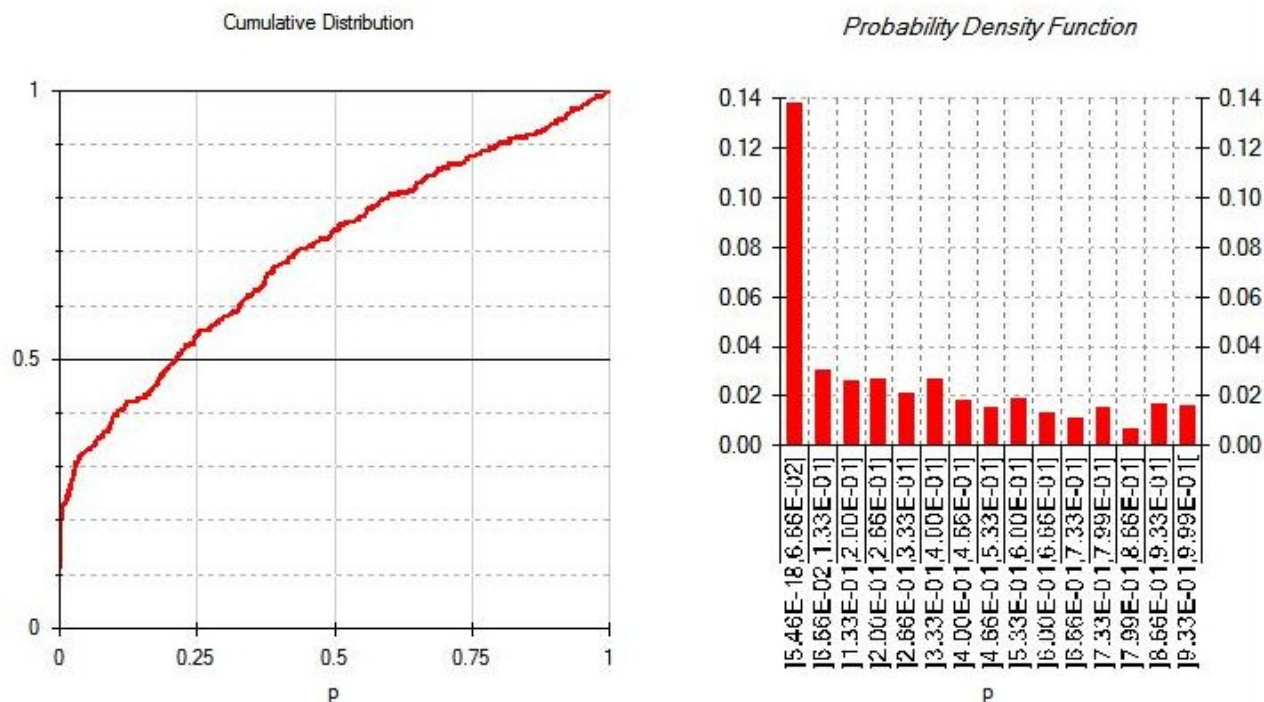 Cumulative Distribution
1
0.5
0
0
0.25
0.5
0.75
1
p
Probability Density Function
0.14
0.12
0.10
0.08
0.06
0.04
0.02
0.00
0.14
0.12
0.10
0.08
0.06
0.04
0.02
0.00
]5.46E-18,6.66E-02]
]6.66E-02,1.33E-01]
]1.33E-01,2.00E-01]
]2.00E-01,2.66E-01]
]2.66E-01,3.33E-01]
]3.33E-01,4.00E-01]
]4.00E-01,4.66E-01]
]4.66E-01,5.33E-01]
]5.33E-01,6.00E-01]
]6.00E-01,6.66E-01]
]6.66E-01,7.33E-01]
]7.33E-01,7.99E-01]
]7.99E-01,8.66E-01]
]8.66E-01,9.33E-01]
]9.33E-01,9.99E-01[
p